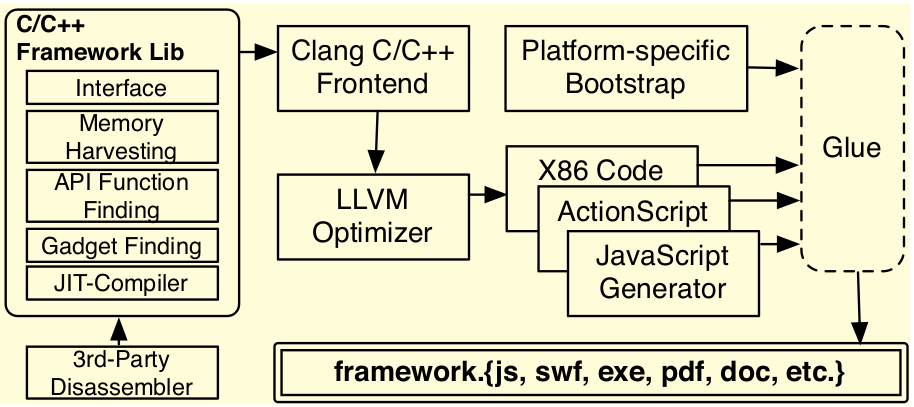 C/C++
Framework Lib
Interface
Memory
Harvesting
API Function
Finding
Gadget Finding
JIT-Compiler
3rd-Party
Disassembler
Clang C/C++
Frontend
LLVM
Optimizer
Platform-specific
Bootstrap
X86 Code
ActionScript
JavaScript
Generator
Glue
framework.{js, swf, exe, pdf, doc, etc.}